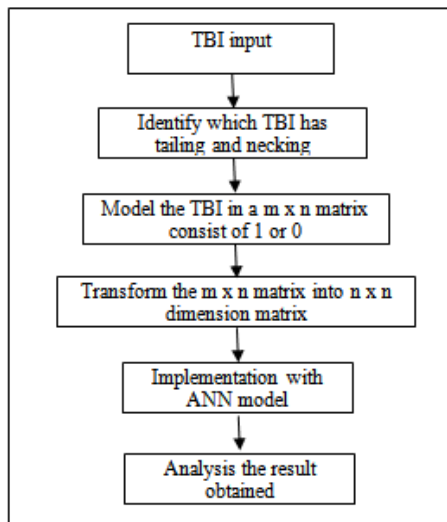 TBI input
Identify which TBI has
tailing and necking
Model the TBI in a m x n matrix
consist of 1 or 0
Transform the m x n matrix into n x n
dimension matrix
Implementation with
ANN model
Analysis the result
obtained